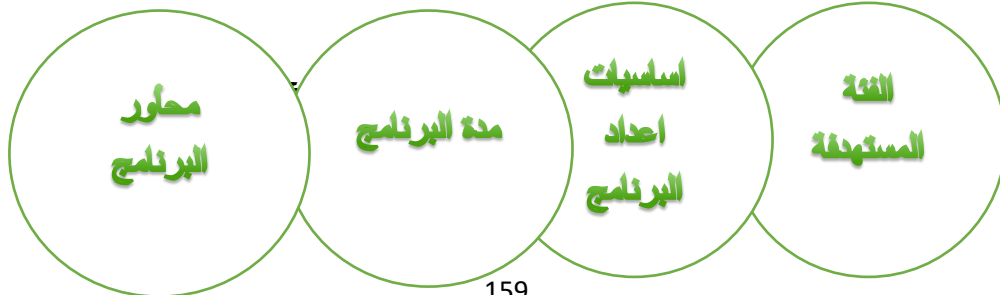 الفئة
المستهدفة
اساسيات
اعداد
البرنامج
مدة البرنامج
محاور
البرنامج
159